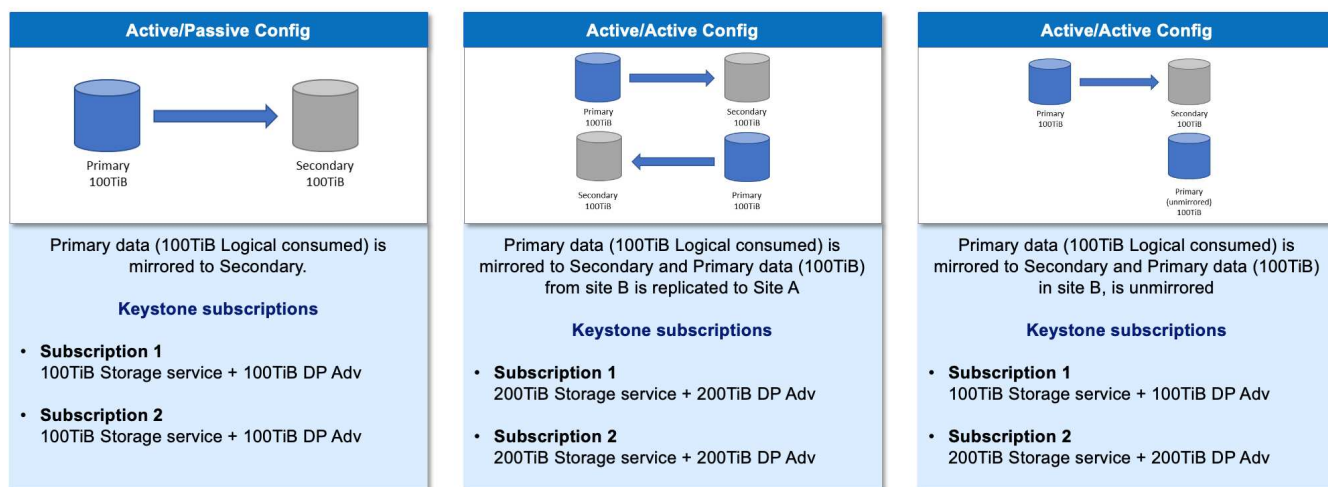 Active/Passive Config
Primary
100TiB
Secondary
100TiB
Primary data (100TiB Logical consumed) is
mirrored to Secondary.
Keystone subscriptions
• Subscription 1
100TiB Storage service + 100TiB DP Adv
• Subscription 2
100TiB Storage service + 100TiB DP Adv
Active/Active Config
Primary
100TiB
Secondary
100TiB
Secondary
100TiB
Primary
100TiB
Primary data (100TiB Logical consumed) is
mirrored to Secondary and Primary data (100TiB)
from site B is replicated to Site A
Keystone subscriptions
• Subscription 1
200TiB Storage service + 200TiB DP Adv
• Subscription 2
200TiB Storage service + 200TiB DP Adv
Active/Active Config
Primary
100TiB
Secondary
100TiB
Primary
(unmirrored)
100TiB
Primary data (100TiB Logical consumed) is
mirrored to Secondary and Primary data (100TiB)
in site B, is unmirrored
Keystone subscriptions
• Subscription 1
100TiB Storage service + 100TiB DP Adv
• Subscription 2
200TiB Storage service + 200TiB DP Adv